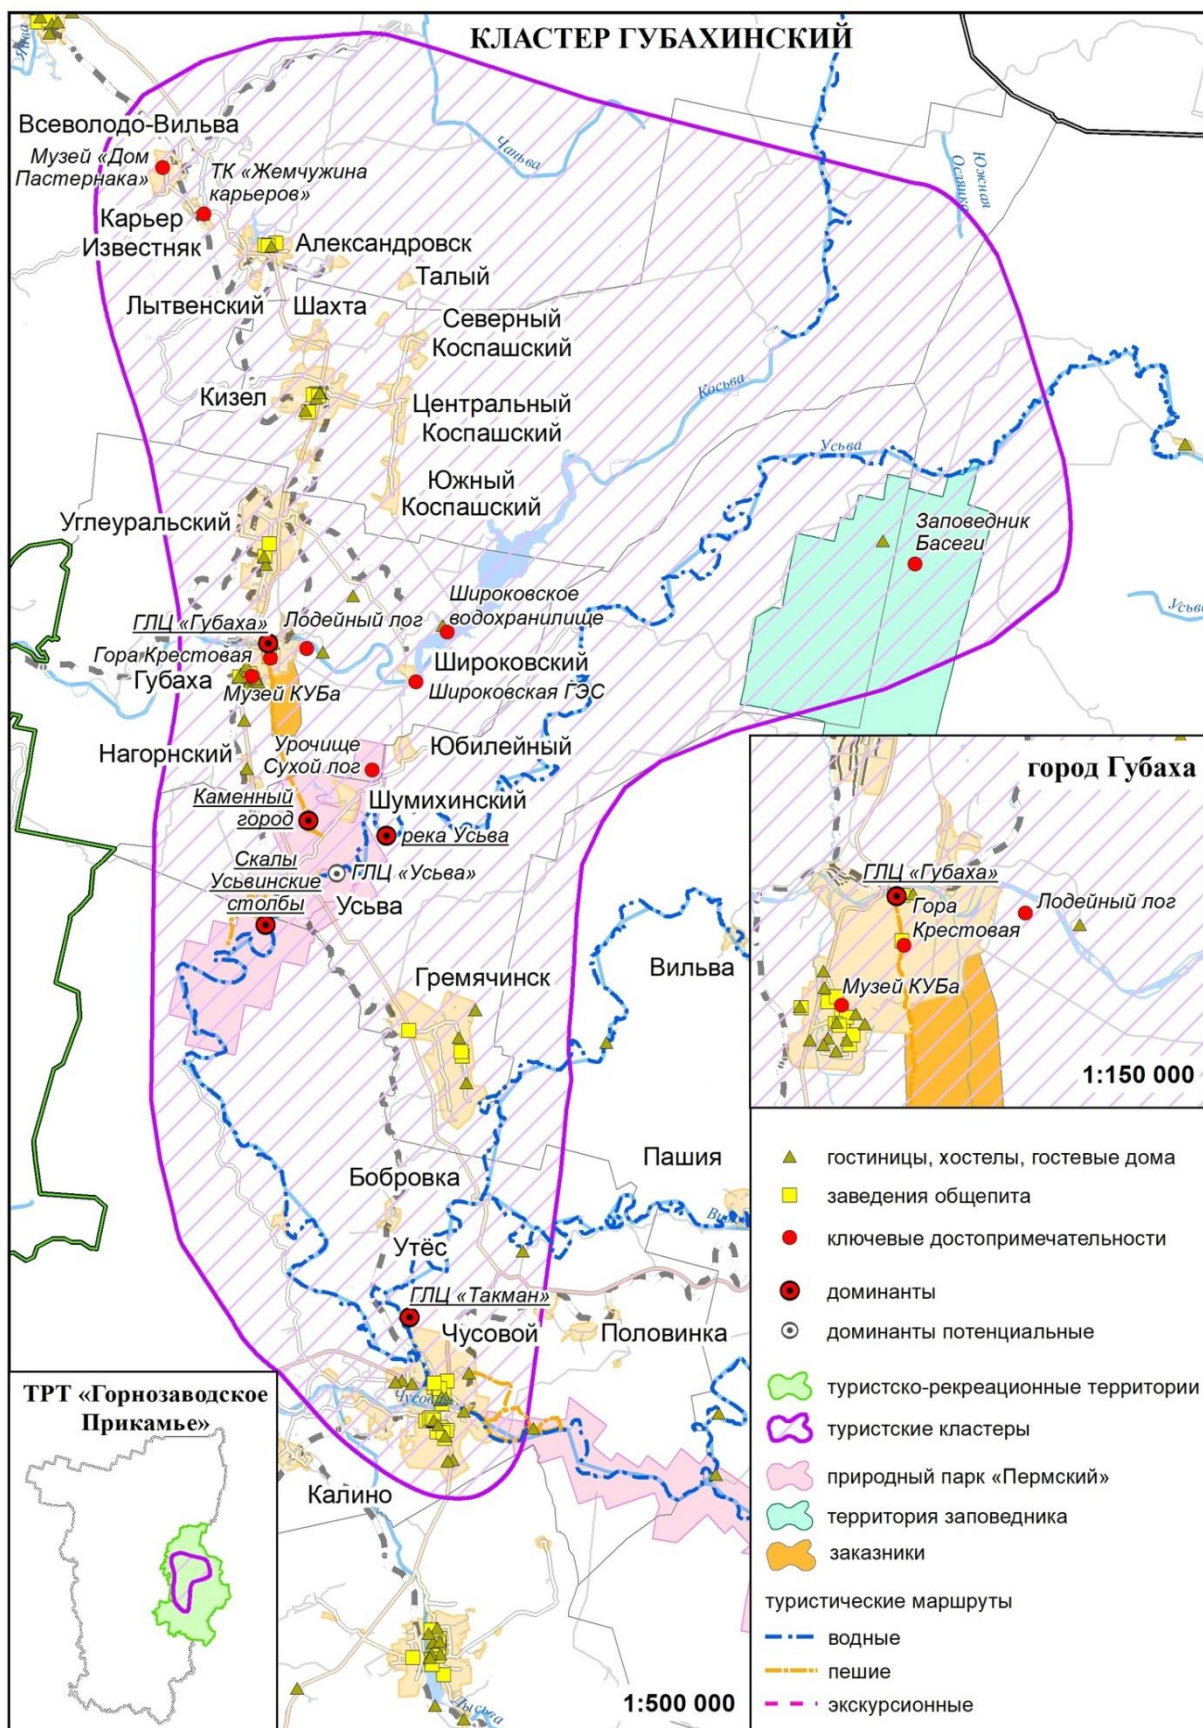 КЛАСТЕР ГУБАХИНСКИЙ
Яйва
Всеволодо-Вильва
Музей «Дом
Пастернака»
ТК «Жемчужина
карьеров»
Карьер
Известняк
Чаньва
Южная
Ослянка
Александровск
Талый
Лытвенский
Шахта
Северный
Коспашский
Косьва
Кизел
Центральный
Коспашский
Усьва
Южный
Коспашский
Углеуральский
Заповедник
Басеги
Усьва
Широковское
водохранилище
ГЛЦ «Губаха»
Лодейный лог
Гора Крестовая
Губаха
Музей КУБа
Широковский
Широковская ГЭС
Нагорнский
Урочище
Сухой лог
Юбилейный
Каменный
город
Шумихинский
река Усьва
Скалы
Усьвинские
столбы
ГЛЦ «Усьва»
Усьва
Гремячинск
Вильва
Пашия
Бобровка
Утёс
ГЛЦ «Такман»
Чусовой
Половинка
Калино
Лысьва
1:500 000
город Губаха
ГЛЦ «Губаха»
Гора
Крестовая
Лодейный лог
Музей КУБа
1:150 000
гостиницы, хостелы, гостевые дома
заведения общепита
ключевые достопримечательности
доминанты
доминанты потенциальные
туристско-рекреационные территории
туристские кластеры
природный парк «Пермский»
территория заповедника
заказники
туристические маршруты
водные
пешие
экскурсионные
ТРТ «Горнозаводское
Прикамье»